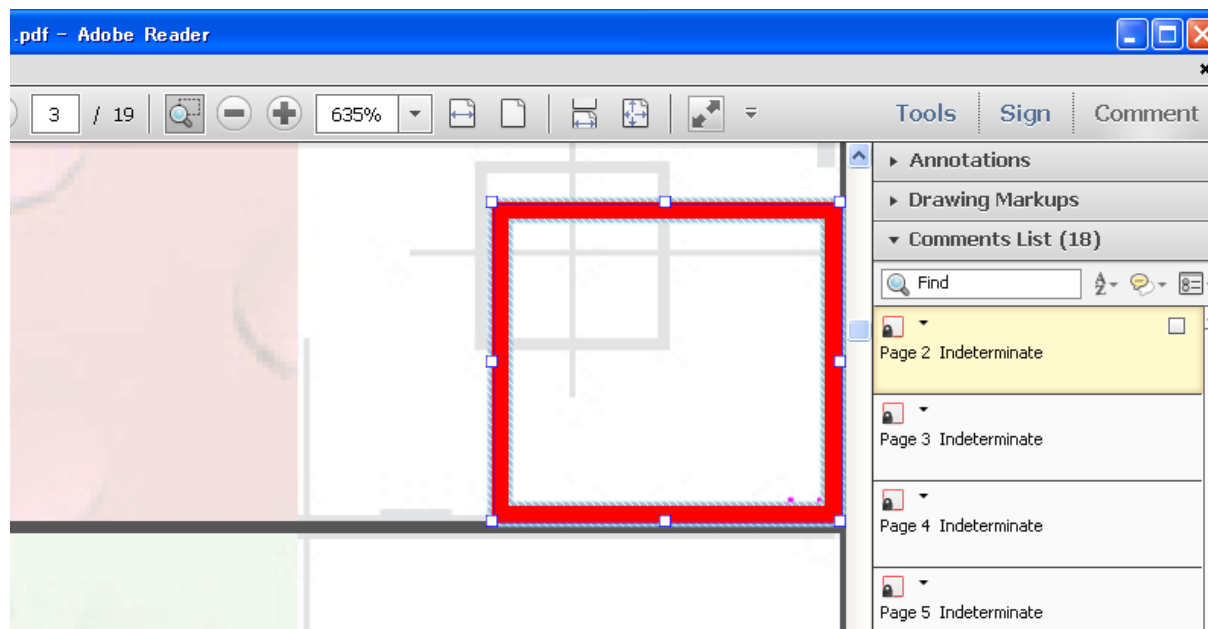 .pdf - Adobe Reader
3 / 19 635% Tools Sign Comment
Annotations
Drawing Markups
Comments List (18)
Find
Page 2 Indeterminate
Page 3 Indeterminate
Page 4 Indeterminate
Page 5 Indeterminate